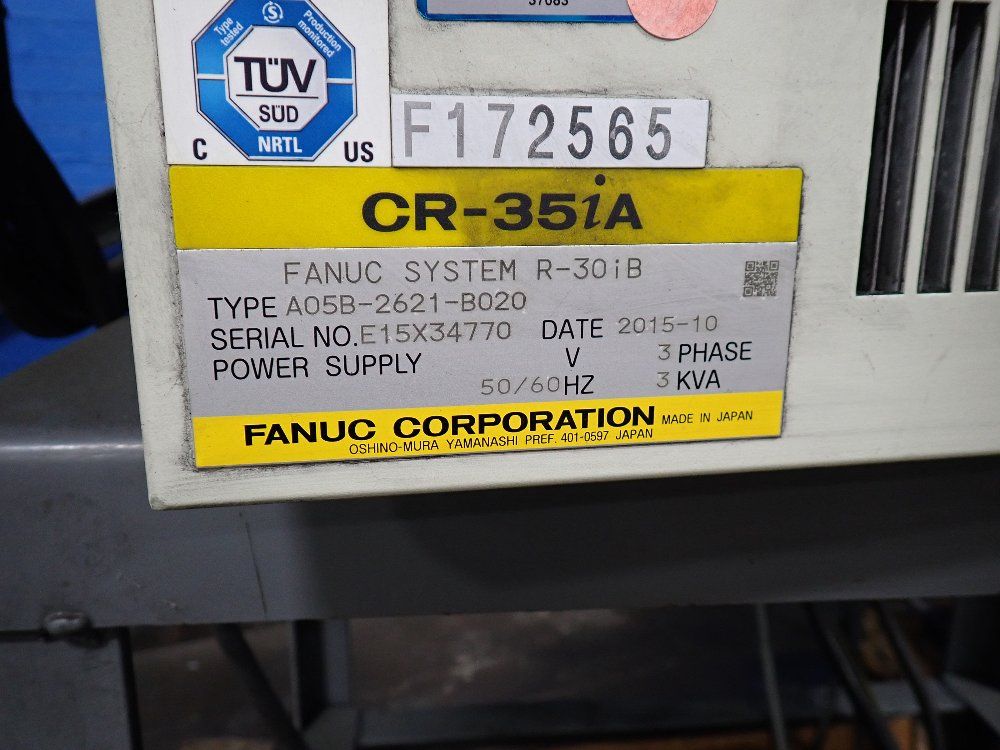 37083
Type tested
Production monitored
TÜV
SÜD
NRTL
C US
F172565
CR-35iA
FANUC SYSTEM R-30iB
TYPE A05B-2621-B020
SERIAL NO.E15X34770 DATE 2015-10
POWER SUPPLY V 3 PHASE
50/60HZ 3 KVA
FANUC CORPORATION MADE IN JAPAN
OSHINO-MURA YAMANASHI PREF. 401-0597 JAPAN